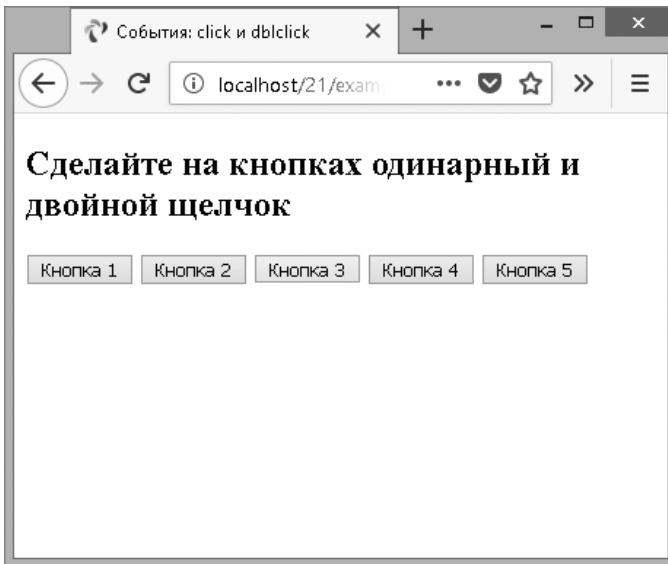 События: click и dblclick
localhost/21/exam
Сделайте на кнопках одинарный и
двойной щелчок
Кнопка 1 Кнопка 2 Кнопка 3 Кнопка 4 Кнопка 5